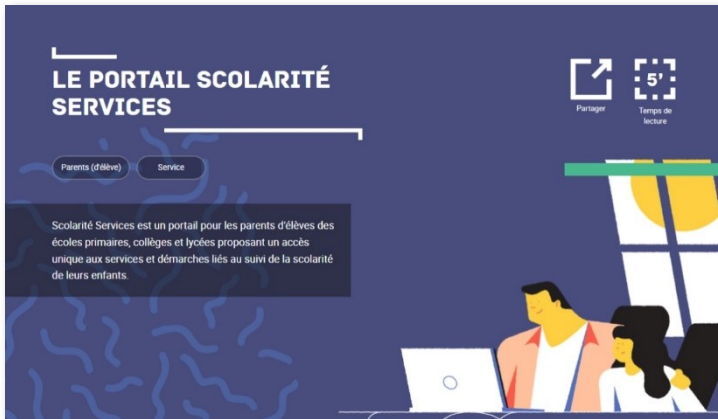 LE PORTAIL SCOLARITÉ
SERVICES
5'
Partager
Temps de
lecture
Parents (d'élève)
Service
Scolarité Services est un portail pour les parents d'élèves des
écoles primaires, collèges et lycées proposant un accès
unique aux services et démarches liés au suivi de la scolarité
de leurs enfants.